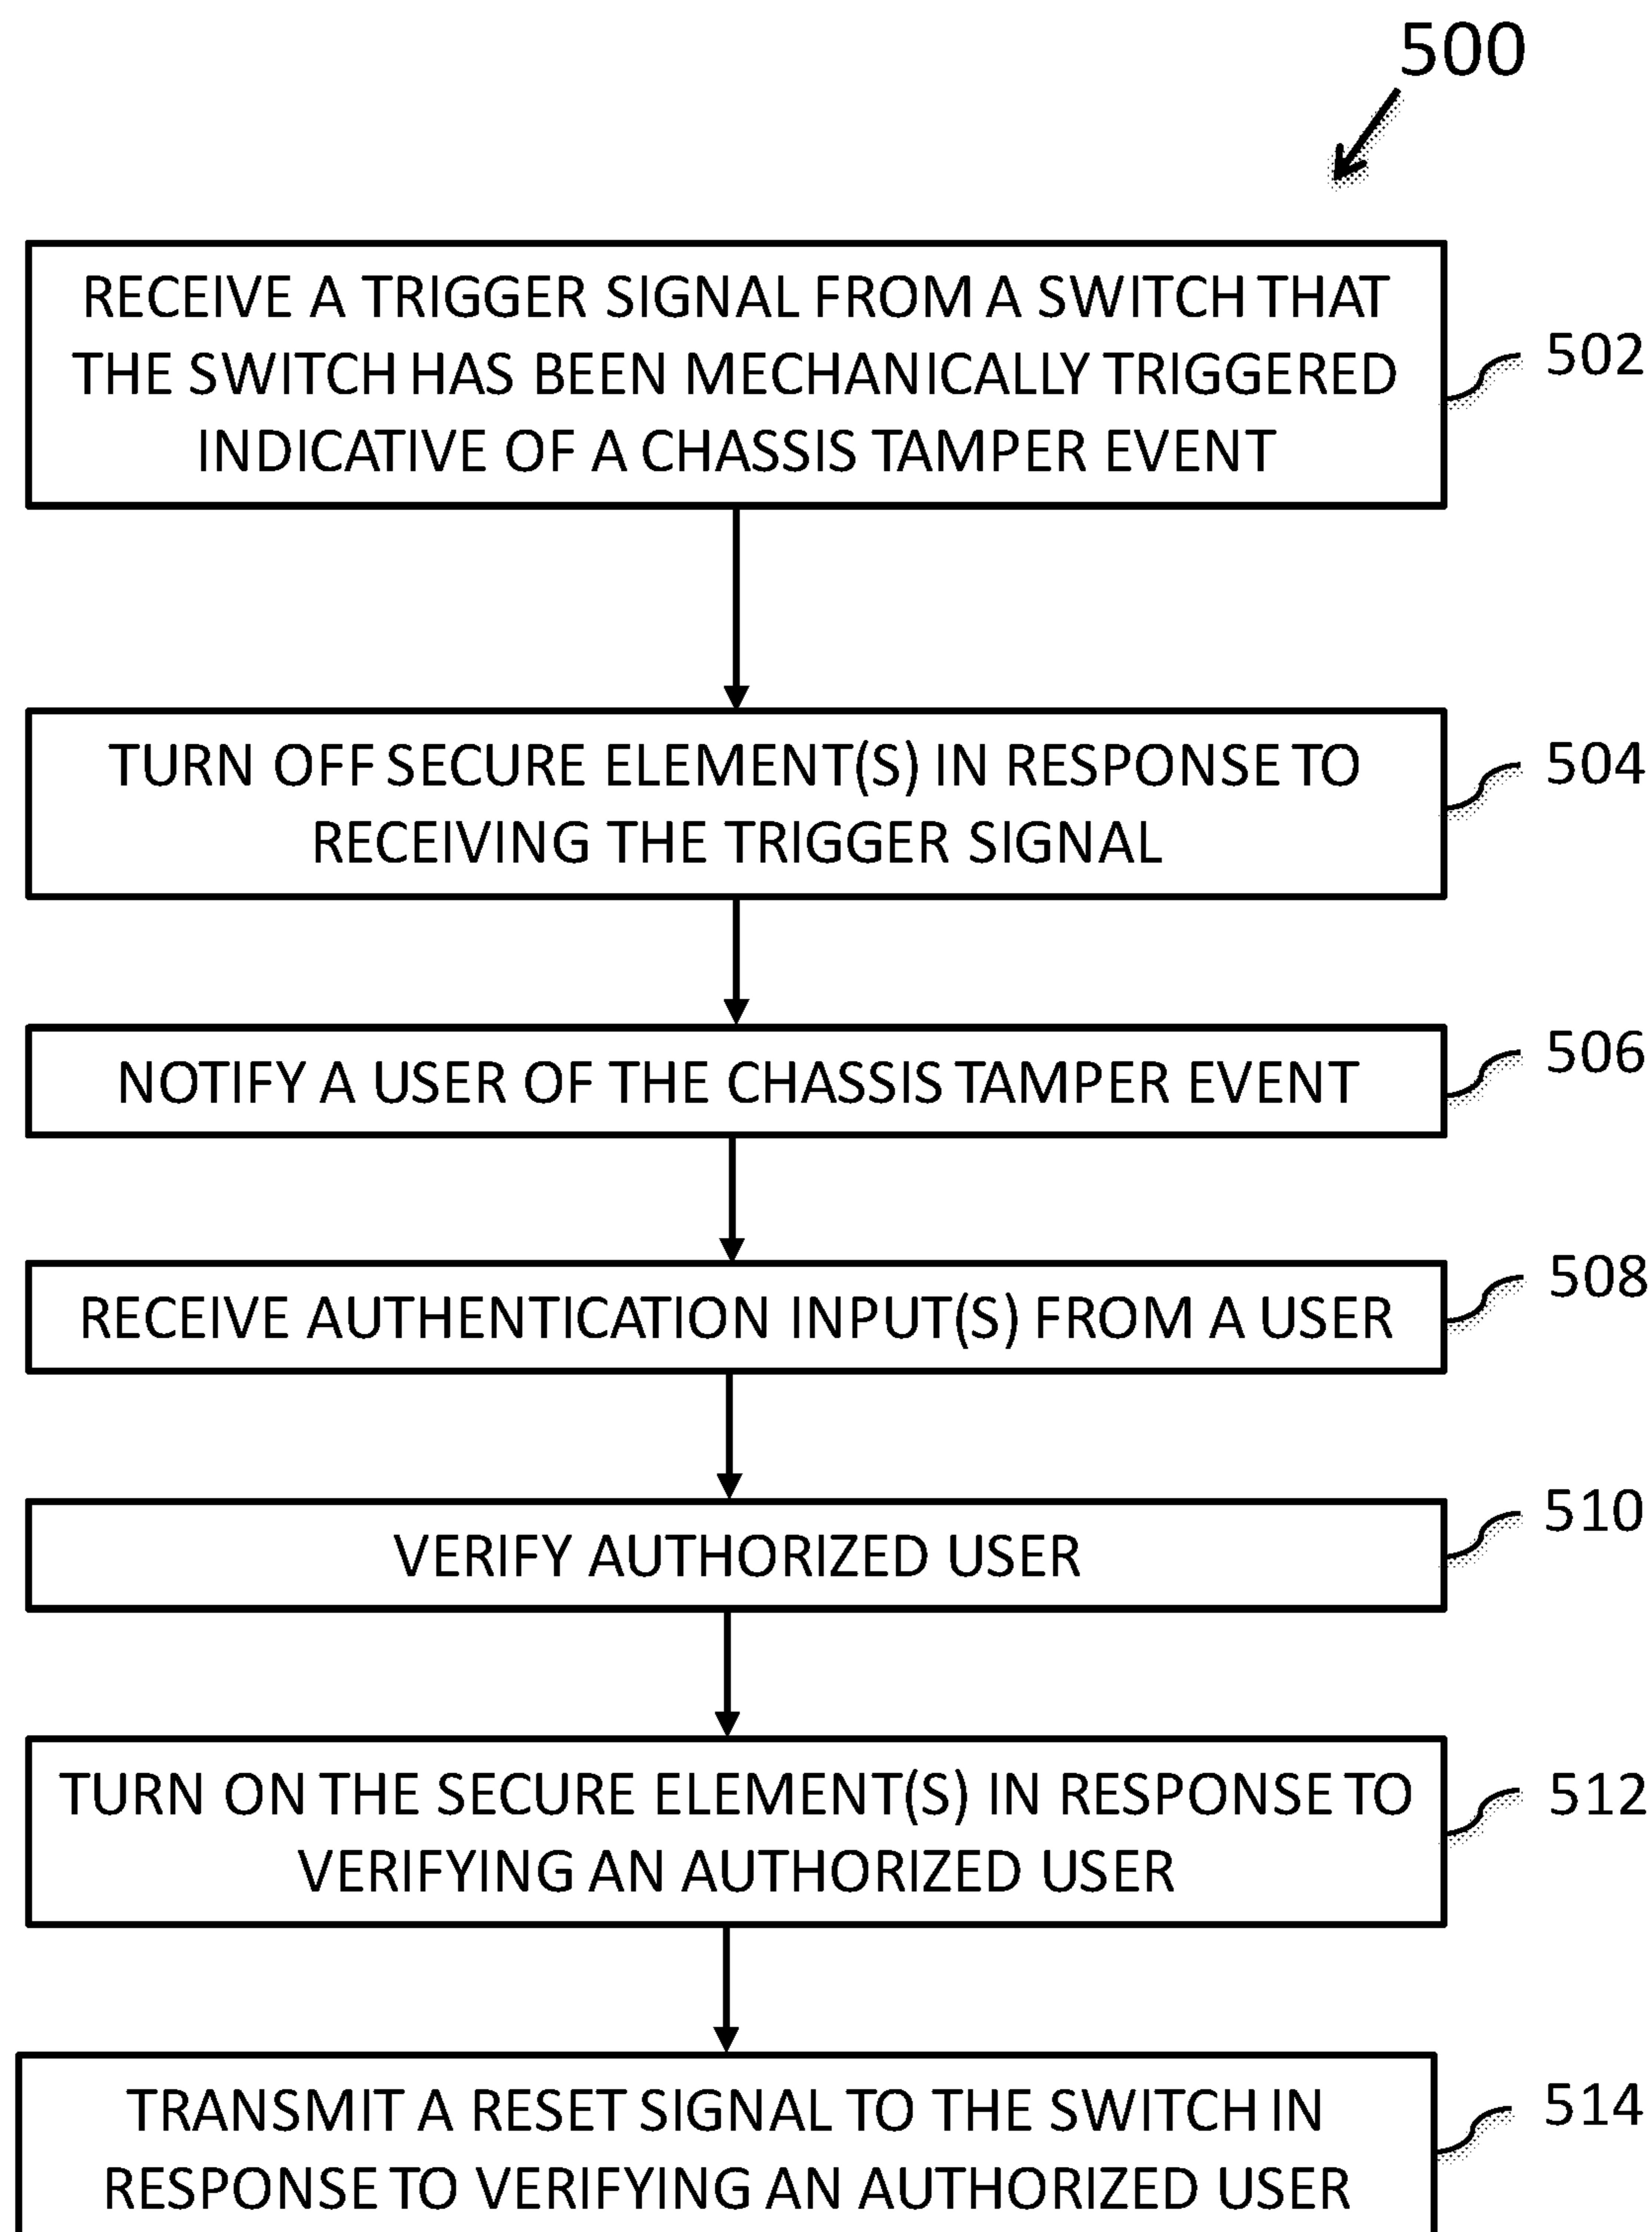 500
RECEIVE A TRIGGER SIGNAL FROM A SWITCH THAT
THE SWITCH HAS BEEN MECHANICALLY TRIGGERED
INDICATIVE OF A CHASSIS TAMPER EVENT
502
TURN OFF SECURE ELEMENT(S) IN RESPONSE TO
RECEIVING THE TRIGGER SIGNAL
504
NOTIFY A USER OF THE CHASSIS TAMPER EVENT
506
RECEIVE AUTHENTICATION INPUT(S) FROM A USER
508
VERIFY AUTHORIZED USER
510
TURN ON THE SECURE ELEMENT(S) IN RESPONSE TO
VERIFYING AN AUTHORIZED USER
512
TRANSMIT A RESET SIGNAL TO THE SWITCH IN
RESPONSE TO VERIFYING AN AUTHORIZED USER
514